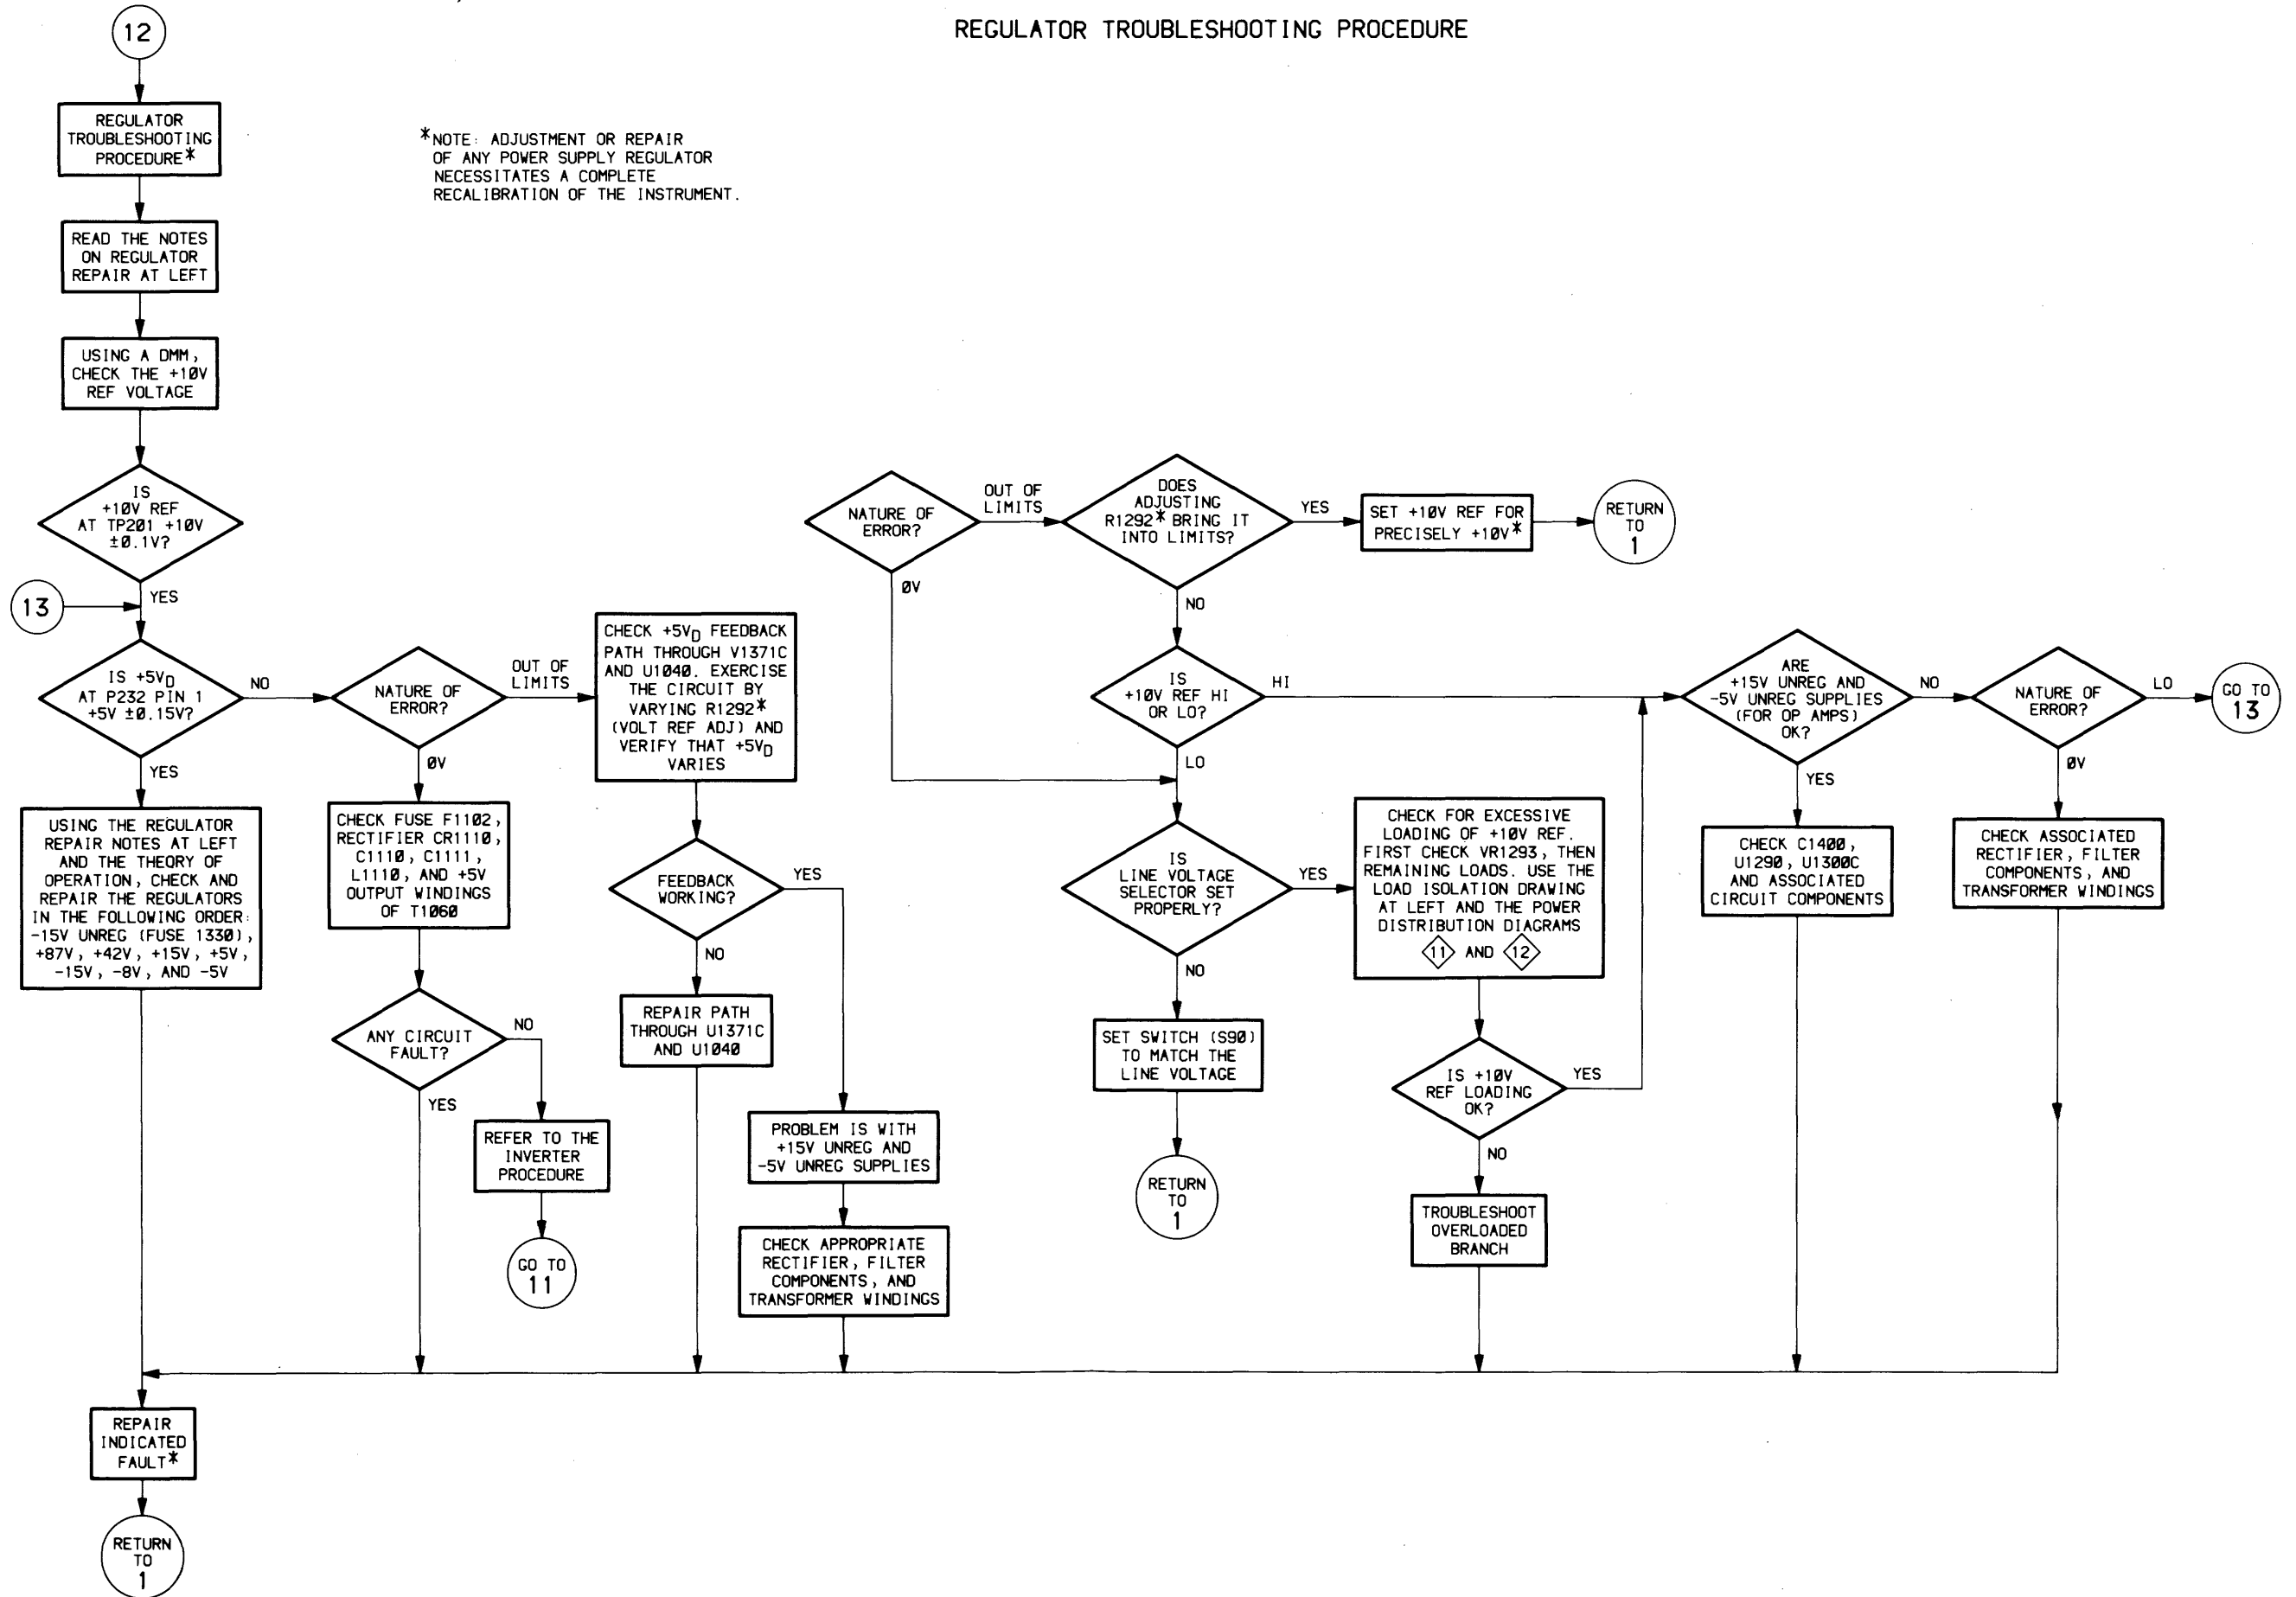 REGULATOR TROUBLESHOOTING PROCEDURE
12
REGULATOR
TROUBLESHOOTING
PROCEDURE*
*NOTE: ADJUSTMENT OR REPAIR
OF ANY POWER SUPPLY REGULATOR
NECESSITATES A COMPLETE
RECALIBRATION OF THE INSTRUMENT.
READ THE NOTES
ON REGULATOR
REPAIR AT LEFT
USING A DMM,
CHECK THE +10V
REF VOLTAGE
IS
+10V REF
AT TP201 +10V
±0.1V?
YES
13
IS +5VD
AT P232 PIN 1
+5V ±0.15V?
NO
YES
USING THE REGULATOR
REPAIR NOTES AT LEFT
AND THE THEORY OF
OPERATION, CHECK AND
REPAIR THE REGULATORS
IN THE FOLLOWING ORDER:
-15V UNREG (FUSE 1330),
+87V, +42V, +15V, +5V,
-15V, -8V, AND -5V
NATURE OF
ERROR?
OUT OF
LIMITS
0V
CHECK FUSE F1102,
RECTIFIER CR1110,
C1110, C1111,
L1110, AND +5V
OUTPUT WINDINGS
OF T1060
ANY CIRCUIT
FAULT?
NO
YES
REFER TO THE
INVERTER
PROCEDURE
GO TO
11
CHECK +5VD FEEDBACK
PATH THROUGH V1371C
AND U1040. EXERCISE
THE CIRCUIT BY
VARYING R1292*
(VOLT REF ADJ) AND
VERIFY THAT +5VD
VARIES
FEEDBACK
WORKING?
YES
NO
REPAIR PATH
THROUGH U1371C
AND U1040
PROBLEM IS WITH
+15V UNREG AND
-5V UNREG SUPPLIES
CHECK APPROPRIATE
RECTIFIER, FILTER
COMPONENTS, AND
TRANSFORMER WINDINGS
NATURE OF
ERROR?
OUT OF
LIMITS
0V
DOES
ADJUSTING
R1292* BRING IT
INTO LIMITS?
YES
NO
SET +10V REF FOR
PRECISELY +10V*
RETURN
TO
1
IS
+10V REF HI
OR LO?
HI
LO
IS
LINE VOLTAGE
SELECTOR SET
PROPERLY?
YES
NO
SET SWITCH (S90)
TO MATCH THE
LINE VOLTAGE
RETURN
TO
1
CHECK FOR EXCESSIVE
LOADING OF +10V REF.
FIRST CHECK VR1293, THEN
REMAINING LOADS. USE THE
LOAD ISOLATION DRAWING
AT LEFT AND THE POWER
DISTRIBUTION DIAGRAMS
11 AND 12
IS +10V
REF LOADING
OK?
YES
NO
TROUBLESHOOT
OVERLOADED
BRANCH
ARE
+15V UNREG AND
-5V UNREG SUPPLIES
(FOR OP AMPS)
OK?
NO
YES
CHECK C1400,
U1290, U1300C
AND ASSOCIATED
CIRCUIT COMPONENTS
NATURE OF
ERROR?
LO
GO TO
13
0V
CHECK ASSOCIATED
RECTIFIER, FILTER
COMPONENTS, AND
TRANSFORMER WINDINGS
REPAIR
INDICATED
FAULT*
RETURN
TO
1